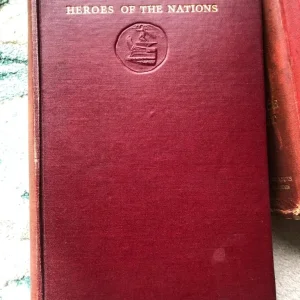 HEROES OF THE NATIONS